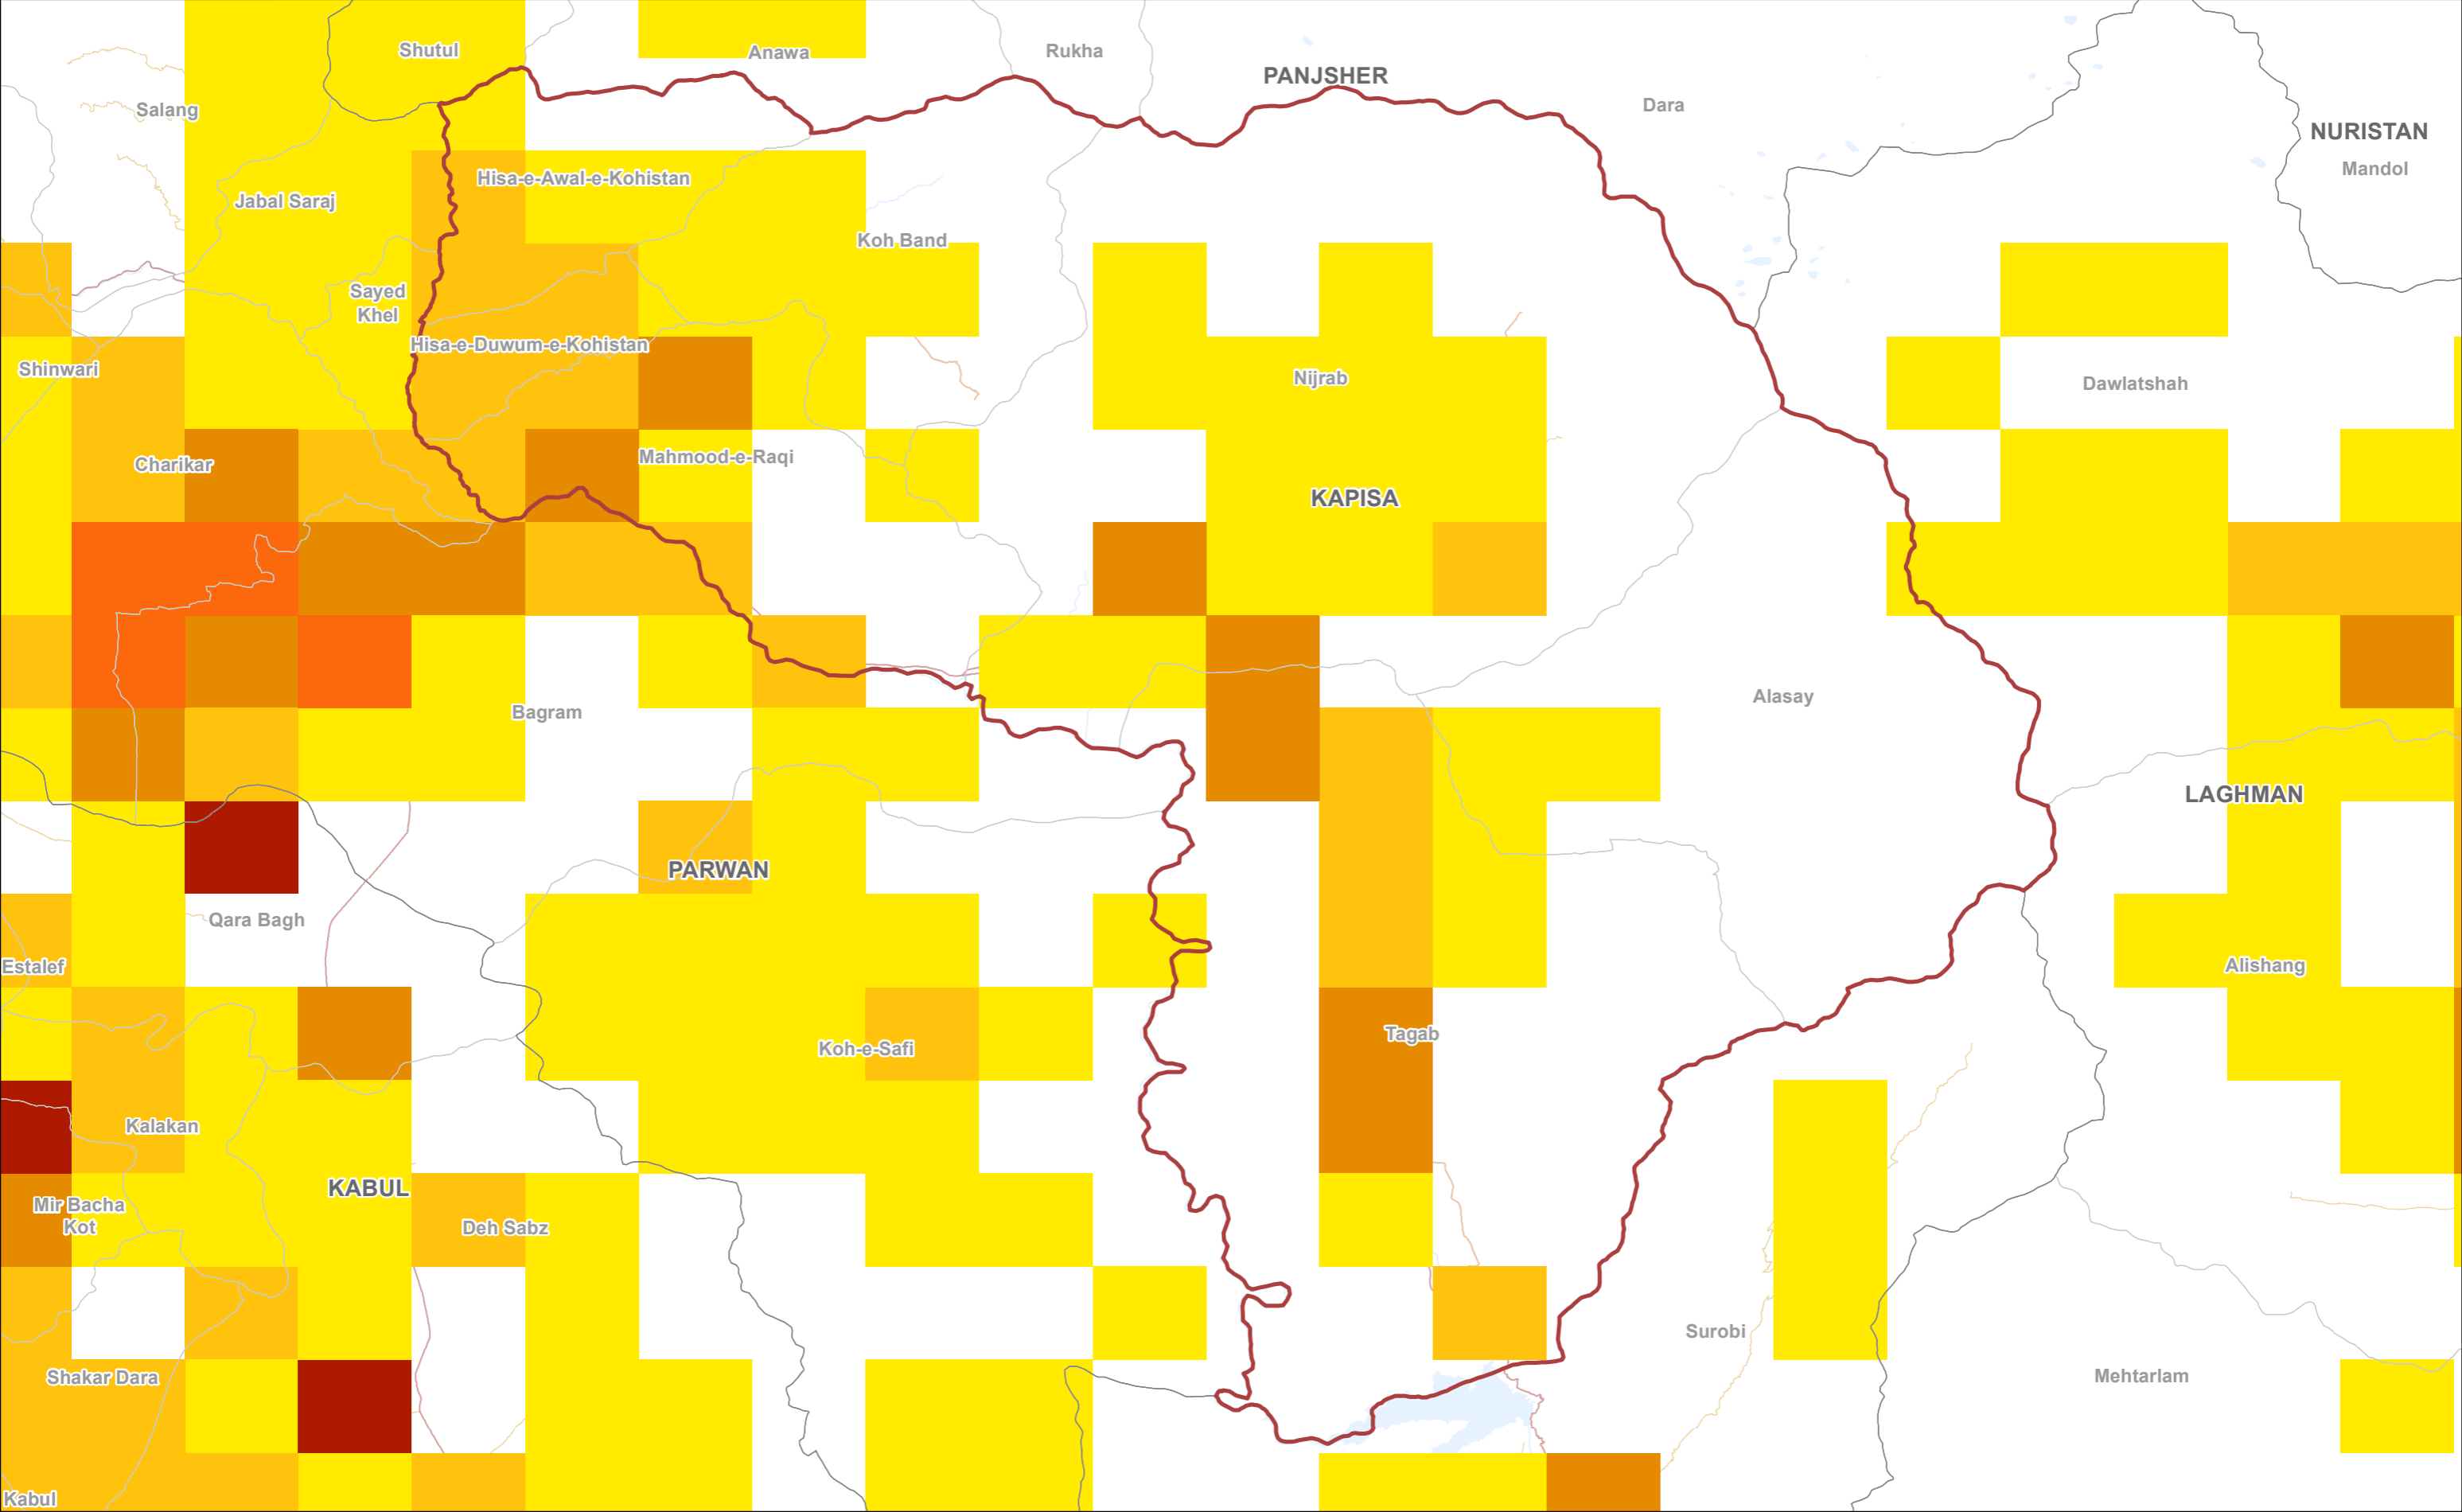 Shutul
Anawa
Rukha
PANJSHER
Dara
Salang
NURISTAN
Mandol
Hisa-e-Awal-e-Kohistan
Jabal Saraj
Koh Band
Sayed
Khel
Hisa-e-Duwum-e-Kohistan
Shinwari
Nijrab
Dawlatshah
Charikar
Mahmood-e-Raqi
KAPISA
Alasay
Bagram
LAGHMAN
PARWAN
Qara Bagh
Estalef
Alishang
Tagab
Koh-e-Safi
Kalakan
KABUL
Mir Bacha
Kot
Deh Sabz
Surobi
Shakar Dara
Mehtarlam
Kabul